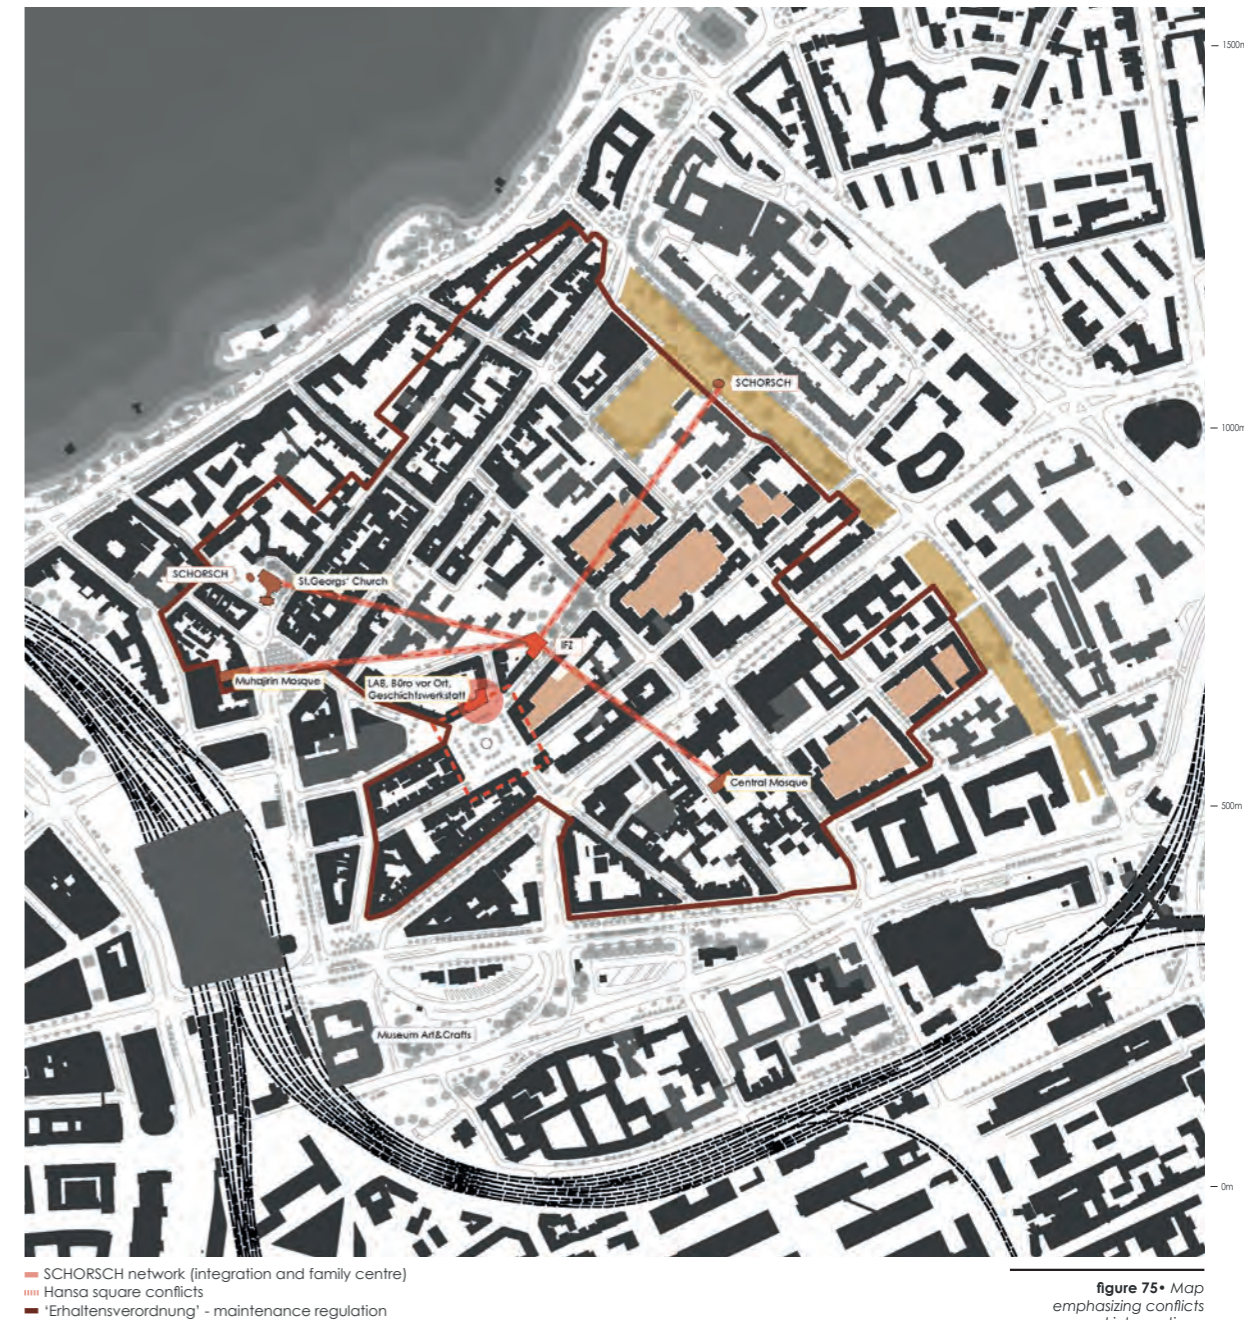 1500m
SCHORSCH
1000m
SCHORSCH
St.Georgs' Church
IFZ
Muhajirin Mosque
LAB, Büro vor Ort,
Geschichtswerkstatt
Central Mosque
500m
Museum Art&Crafts
0m
SCHORSCH network (integration and family centre)
Hansa square conflicts
'Erhaltensverordnung' - maintenance regulation
figure 75• Map
emphasizing conflicts